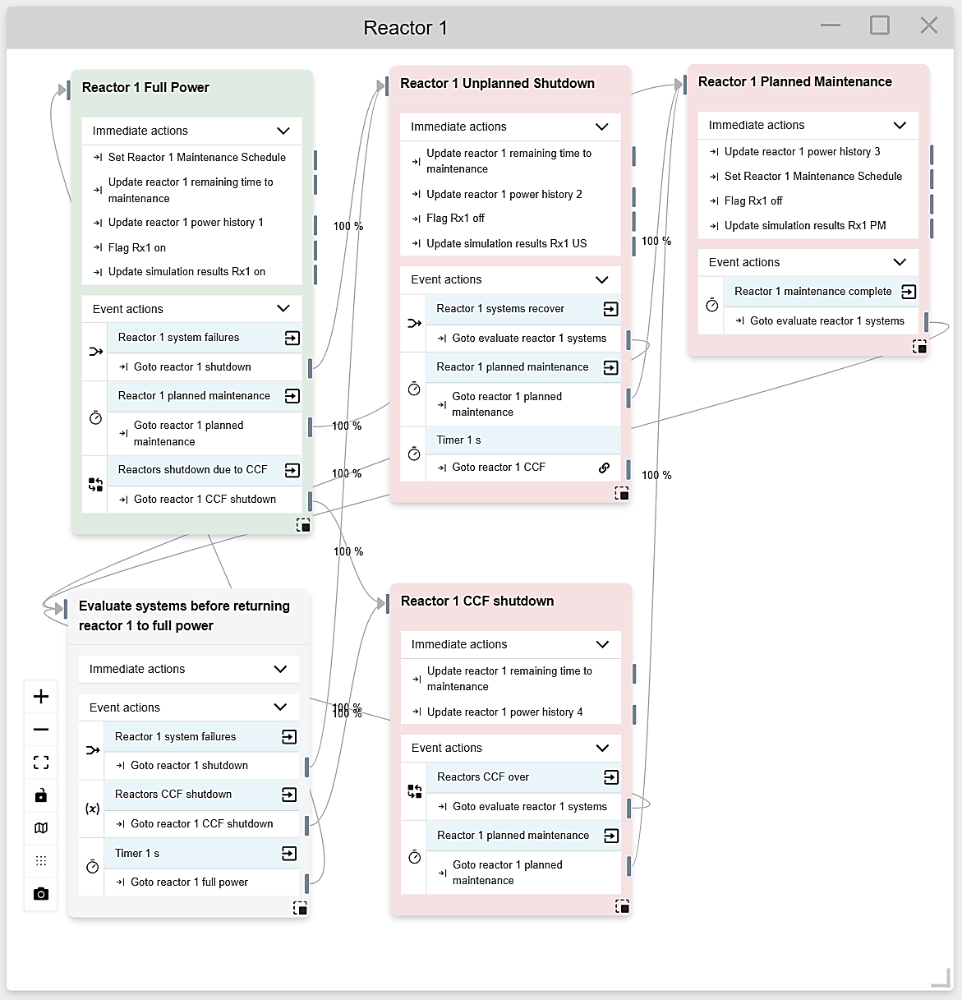 Reactor 1
Reactor 1 Full Power
Immediate actions
Set Reactor 1 Maintenance Schedule
Update reactor 1 remaining time to
maintenance
Update reactor 1 power history 1
Flag Rx1 on
Update simulation results Rx1 on
Event actions
Reactor 1 system failures
Goto reactor 1 shutdown
Reactor 1 planned maintenance
Goto reactor 1 planned
maintenance
Reactors shutdown due to CCF
Goto reactor 1 CCF shutdown
100 %
100 %
100 %
100 %
Reactor 1 Unplanned Shutdown
Immediate actions
Update reactor 1 remaining time to
maintenance
Update reactor 1 power history 2
Flag Rx1 off
Update simulation results Rx1 US
Event actions
Reactor 1 systems recover
Goto evaluate reactor 1 systems
Reactor 1 planned maintenance
Goto reactor 1 planned
maintenance
Timer 1 s
Goto reactor 1 CCF
100 %
100 %
Reactor 1 Planned Maintenance
Immediate actions
Update reactor 1 power history 3
Set Reactor 1 Maintenance Schedule
Flag Rx1 off
Update simulation results Rx1 PM
Event actions
Reactor 1 maintenance complete
Goto evaluate reactor 1 systems
Evaluate systems before returning
reactor 1 to full power
Immediate actions
Event actions
Reactor 1 system failures
Goto reactor 1 shutdown
Reactors CCF shutdown
(x)
Goto reactor 1 CCF shutdown
Timer 1 s
Goto reactor 1 full power
100 %
100 %
Reactor 1 CCF shutdown
Immediate actions
Update reactor 1 remaining time to
maintenance
Update reactor 1 power history 4
Event actions
Reactors CCF over
Goto evaluate reactor 1 systems
Reactor 1 planned maintenance
Goto reactor 1 planned
maintenance